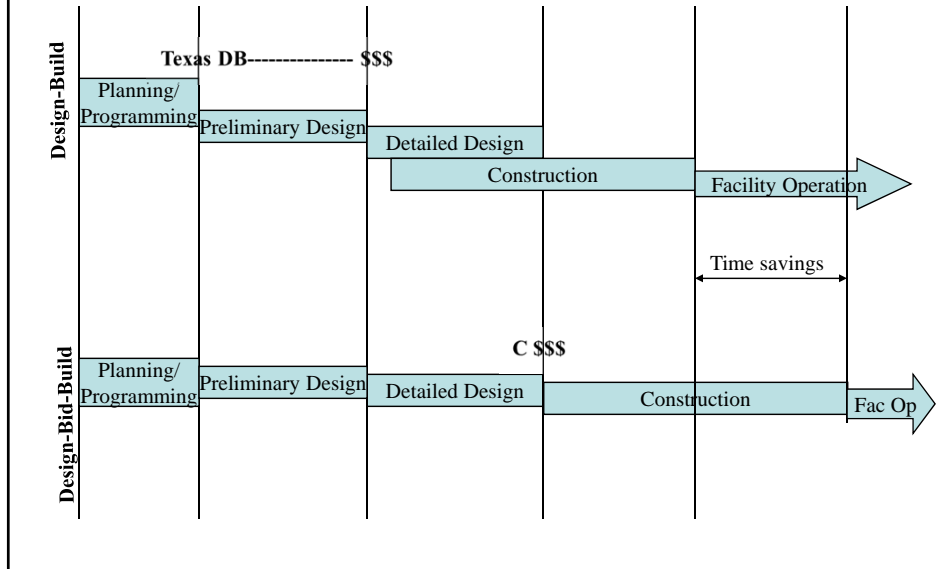 Design-Build
Texas DB--------------- $$$
Planning/
Programming
Preliminary Design
Detailed Design
Construction
Facility Operation
Time savings
Design-Bid-Build
C $$$
Planning/
Programming
Preliminary Design
Detailed Design
Construction
Fac Op